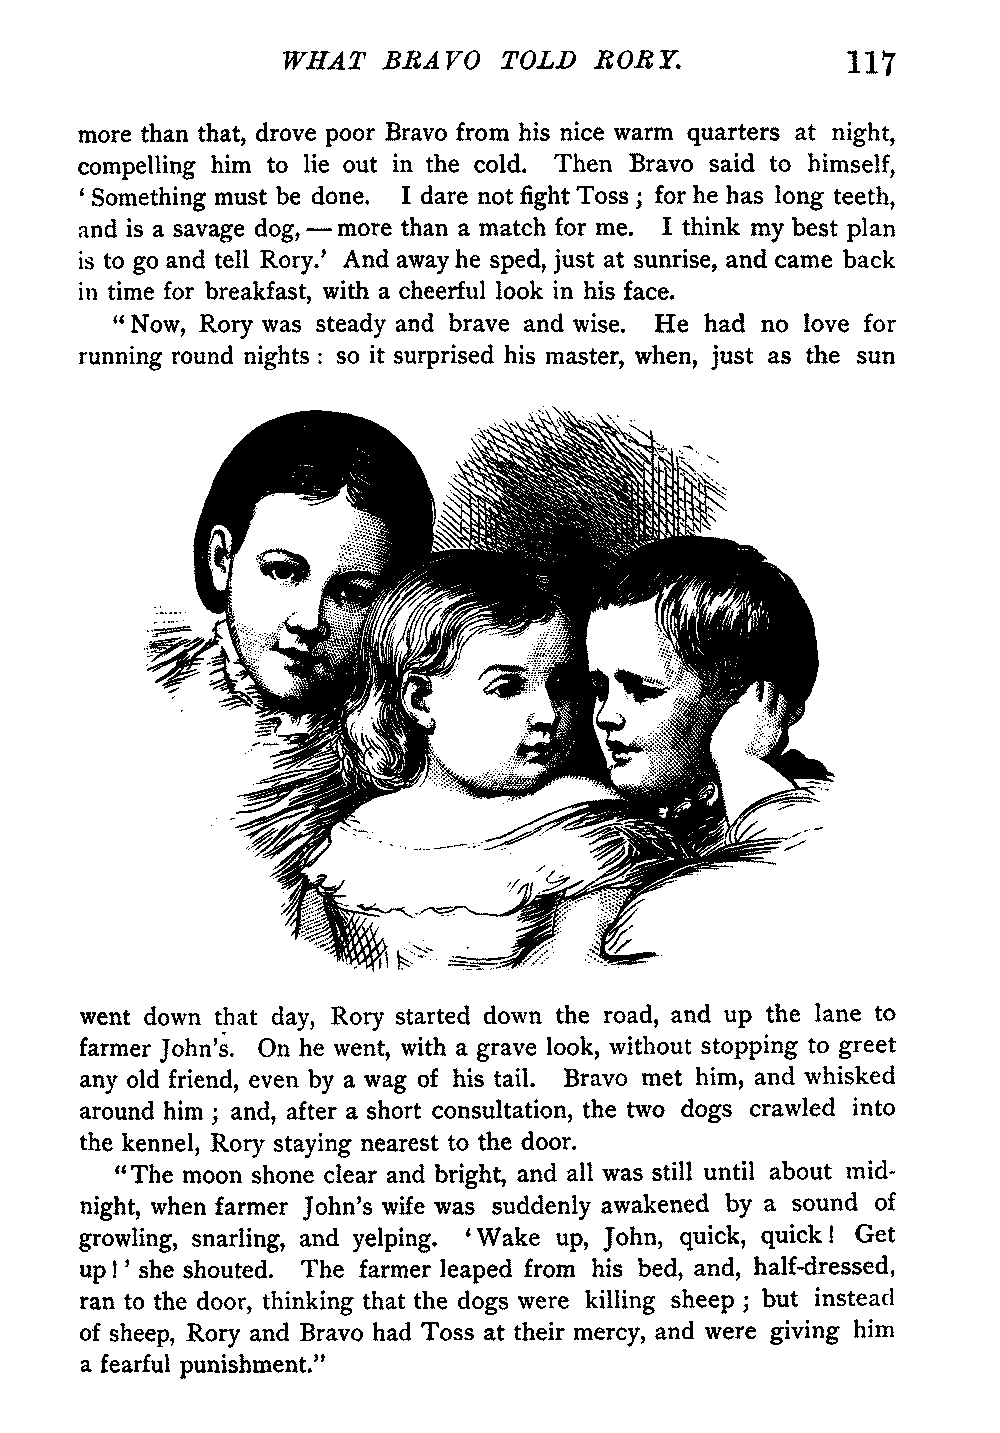 WHAT BRAVO TOLD RORY. 117
more than that, drove poor Bravo from his nice warm quarters at night,
compelling him to lie out in the cold. Then Bravo said to himself,
‘Something must be done. I dare not fight Toss; for he has long teeth,
and is a savage dog,—more than a match for me. I think my best plan
is to go and tell Rory.’ And away he sped, just at sunrise, and came back
in time for breakfast, with a cheerful look in his face.
“Now, Rory was steady and brave and wise. He had no love for
running round nights: so it surprised his master, when, just as the sun
went down that day, Rory started down the road, and up the lane to
farmer John's. On he went, with a grave look, without stopping to greet
any old friend, even by a wag of his tail. Bravo met him, and whisked
around him; and, after a short consultation, the two dogs crawled into
the kennel, Rory staying nearest to the door.
“The moon shone clear and bright, and all was still until about mid-
night, when farmer John's wife was suddenly awakened by a sound of
growling, snarling, and yelping. ‘Wake up, John, quick, quick! Get
up!’ she shouted. The farmer leaped from his bed, and, half-dressed,
ran to the door, thinking that the dogs were killing sheep; but instead
of sheep, Rory and Bravo had Toss at their mercy, and were giving him
a fearful punishment.”